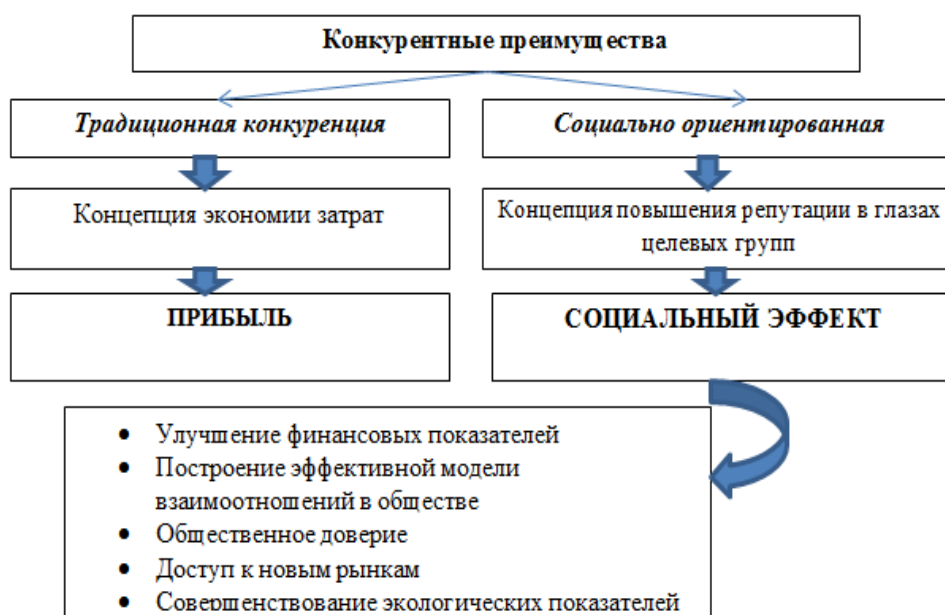 Конкурентные преимущества
Традиционная конкуренция
Социально ориентированная
Концепция экономии затрат
Концепция повышения репутации в глазах
целевых групп
ПРИБЫЛЬ
СОЦИАЛЬНЫЙ ЭФФЕКТ
• Улучшение финансовых показателей
• Построение эффективной модели
взаимоотношений в обществе
• Общественное доверие
• Доступ к новым рынкам
• Совершенствование экологических показателей